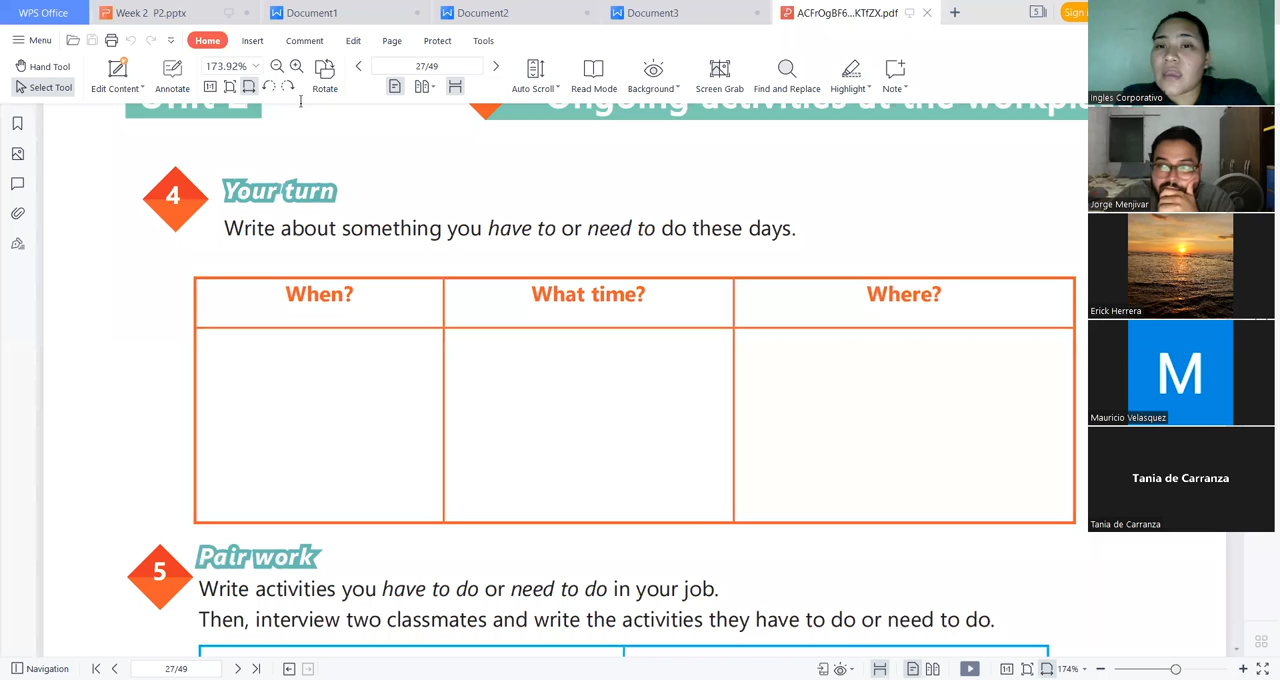 WPS Office
Week 2 P2.pptx
Document1
Document2
Document3
ACFrOgBF6...KTfZX.pdf
5
Sign i
Menu
Home
Insert
Comment
Edit
Page
Protect
Tools
Hand Tool
Select Tool
Edit Content
Annotate
173.92%
Rotate
27/49
Auto Scroll
Read Mode
Background
Screen Grab
Find and Replace
Highlight
Note
Ingles Corporativo
Jorge Menjivar
Erick Herrera
M
Mauricio Velasquez
Tania de Carranza
Tania de Carranza
Unit 2
Ongoing activities at the workpl
4
Your turn
Write about something you have to or need to do these days.
When?
What time?
Where?
5
Pair work
Write activities you have to do or need to do in your job.
Then, interview two classmates and write the activities they have to do or need to do.
Navigation
27/49
174%